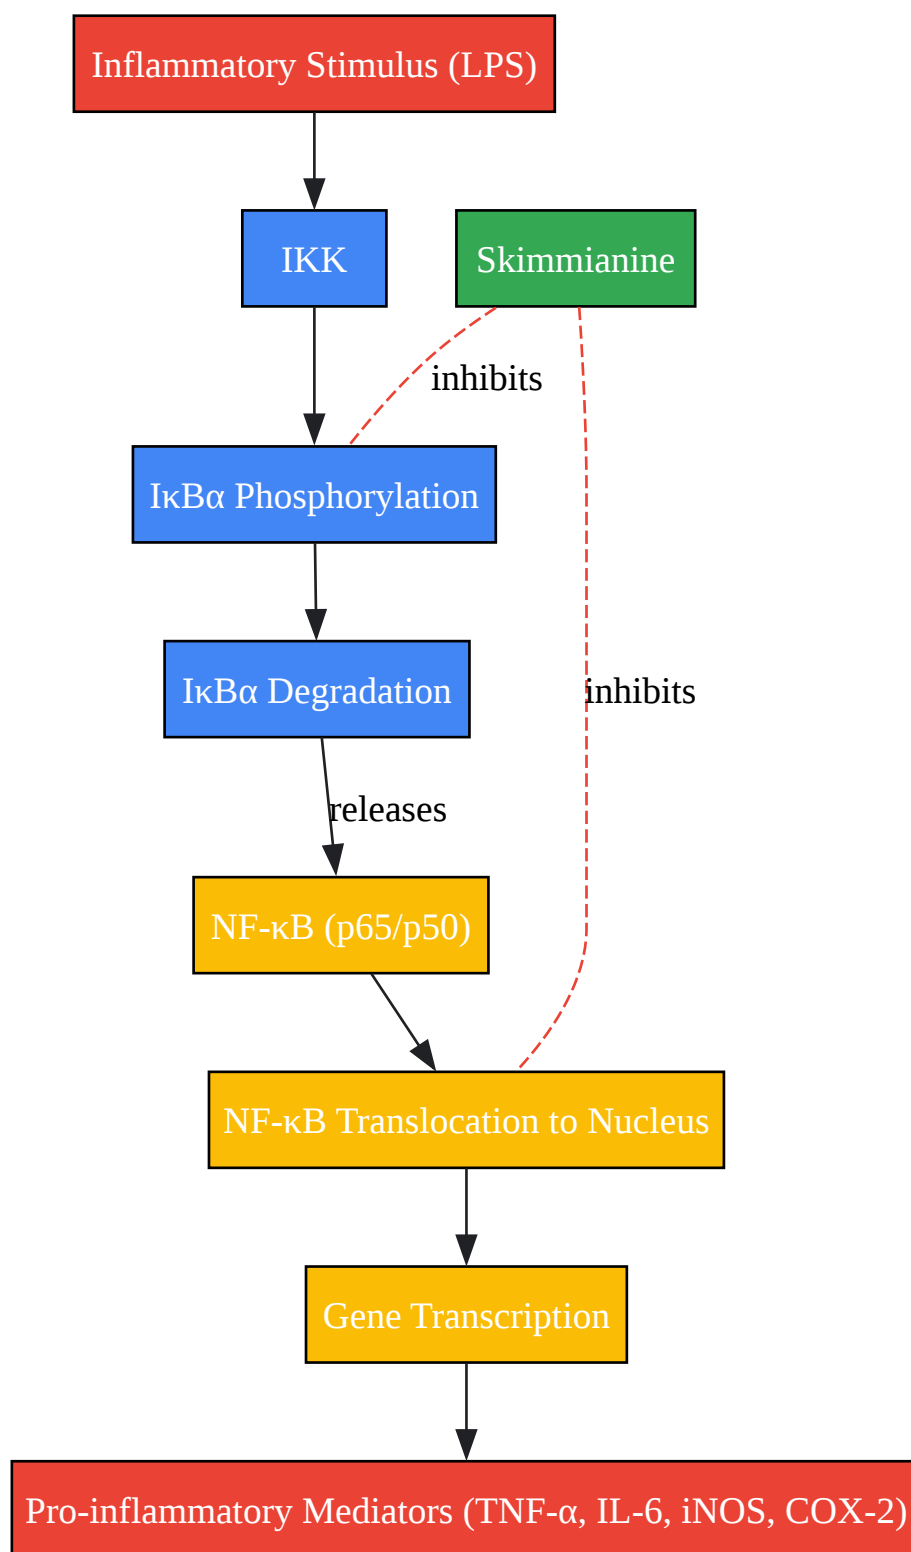 Inflammatory Stimulus (LPS)
IKK
Skimmianine
inhibits
IκBα Phosphorylation
IκBα Degradation
inhibits
releases
NF-κB (p65/p50)
NF-κB Translocation to Nucleus
Gene Transcription
Pro-inflammatory Mediators (TNF-α, IL-6, iNOS, COX-2)